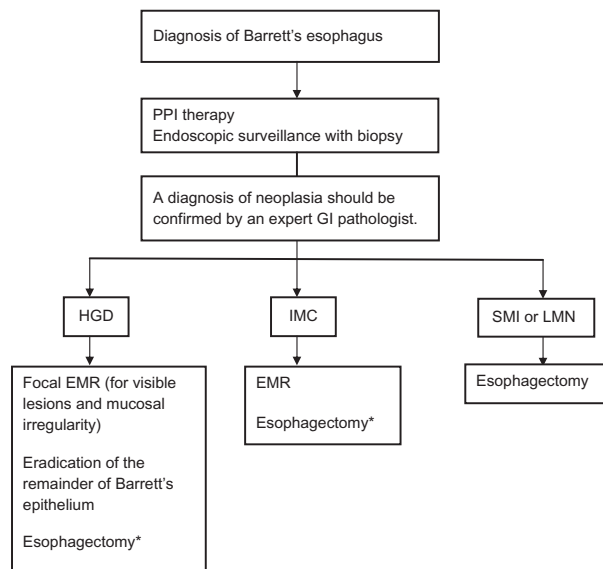 Diagnosis of Barrett's esophagus
PPI therapy
Endoscopic surveillance with biopsy
A diagnosis of neoplasia should be
confirmed by an expert GI pathologist.
HGD
IMC
SMI or LMN
Focal EMR (for visible
lesions and mucosal
irregularity)
Eradication of the
remainder of Barrett's
epithelium
Esophagectomy*
EMR
Esophagectomy*
Esophagectomy